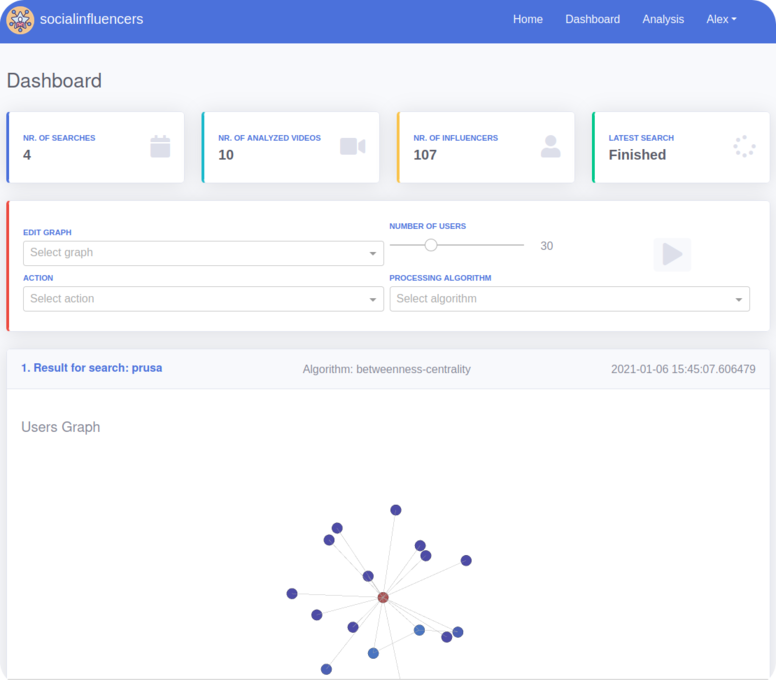 socialinfluencers
Home Dashboard Analysis Alex
Dashboard
NR. OF SEARCHES
4
NR. OF ANALYZED VIDEOS
10
NR. OF INFLUENCERS
107
LATEST SEARCH
Finished
EDIT GRAPH
Select graph
NUMBER OF USERS
30
ACTION
Select action
PROCESSING ALGORITHM
Select algorithm
1. Result for search: prusa
Algorithm: betweenness-centrality
2021-01-06 15:45:07.606479
Users Graph